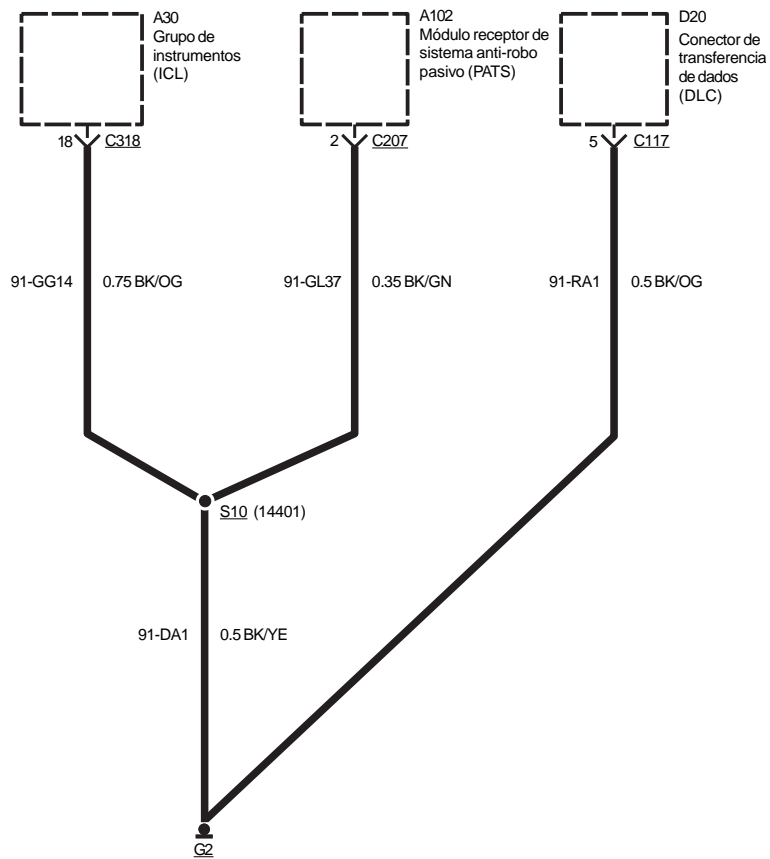 A30
Grupo de
instrumentos
(ICL)
A102
Módulo receptor de
sistema anti-robo
pasivo (PATS)
D20
Conector de
transferencia
de dados
(DLC)
18 C318
2 C207
5 C117
91-GG14 0.75 BK/OG
91-GL37 0.35 BK/GN
91-RA1 0.5 BK/OG
S10 (14401)
91-DA1 0.5 BK/YE
G2